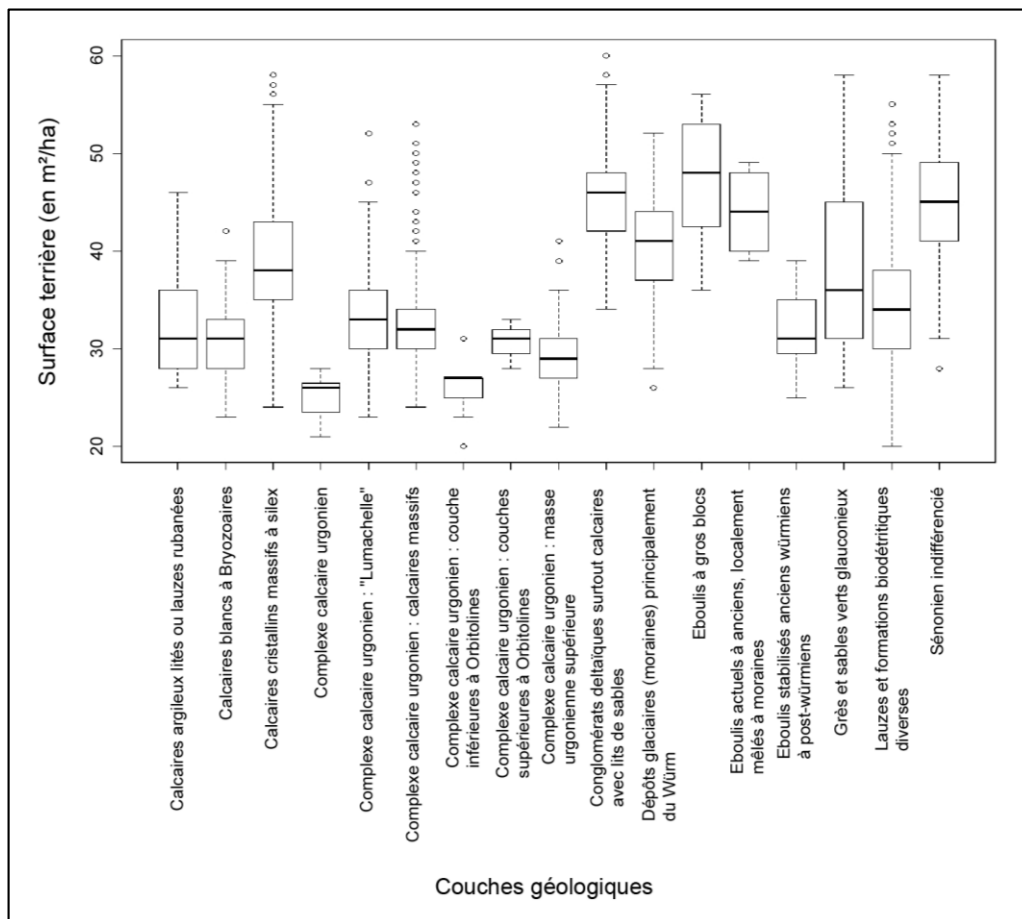 Surface terrière (en m²/ha)
60
50
40
30
20
Calcaires argileux lités ou lauzes rubanées
Calcaires blancs à Bryozoaires
Calcaires cristallins massifs à silex
Complexe calcaire urgonien
Complexe calcaire urgonien : "Lumachelle"
Complexe calcaire urgonien : calcaires massifs
Complexe calcaire urgonien : couche
inférieures à Orbitolines
Complexe calcaire urgonien : couches
supérieures à Orbitolines
Complexe calcaire urgonien : masse
urgonienne supérieure
Conglomérats deltaïques surtout calcaires
avec lits de sables
Dépôts glaciaires (moraines) principalement
du Würm
Eboulis à gros blocs
Eboulis actuels à anciens, localement
mêlés à moraines
Eboulis stabilisés anciens würmiens
à post-würmiens
Grès et sables verts glauconieux
Lauzes et formations biodétritiques
diverses
Sénonien indifférencié
Couches géologiques